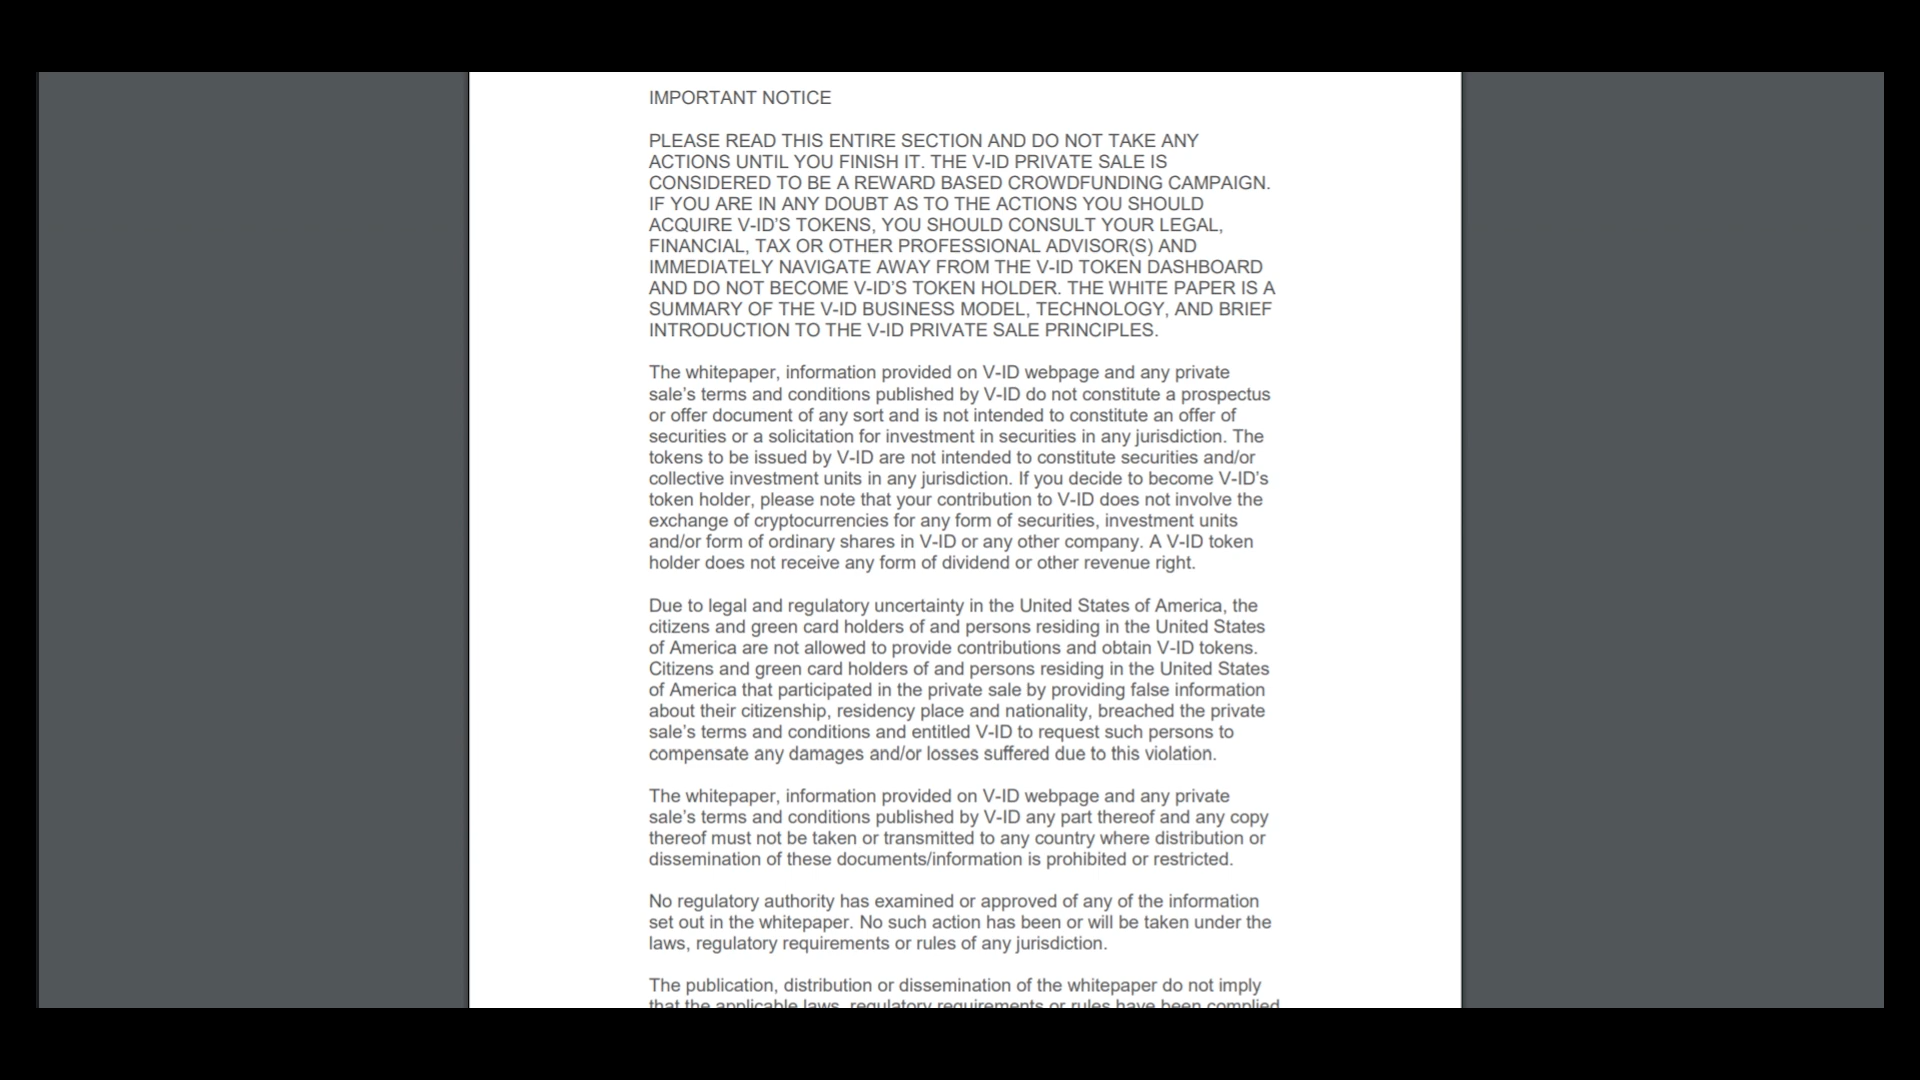 IMPORTANT NOTICE
PLEASE READ THIS ENTIRE SECTION AND DO NOT TAKE ANY
ACTIONS UNTIL YOU FINISH IT. THE V-ID PRIVATE SALE IS
CONSIDERED TO BE A REWARD BASED CROWDFUNDING CAMPAIGN.
IF YOU ARE IN ANY DOUBT AS TO THE ACTIONS YOU SHOULD
ACQUIRE V-ID’S TOKENS, YOU SHOULD CONSULT YOUR LEGAL,
FINANCIAL, TAX OR OTHER PROFESSIONAL ADVISOR(S) AND
IMMEDIATELY NAVIGATE AWAY FROM THE V-ID TOKEN DASHBOARD
AND DO NOT BECOME V-ID’S TOKEN HOLDER. THE WHITE PAPER IS A
SUMMARY OF THE V-ID BUSINESS MODEL, TECHNOLOGY, AND BRIEF
INTRODUCTION TO THE V-ID PRIVATE SALE PRINCIPLES.
The whitepaper, information provided on V-ID webpage and any private
sale’s terms and conditions published by V-ID do not constitute a prospectus
or offer document of any sort and is not intended to constitute an offer of
securities or a solicitation for investment in securities in any jurisdiction. The
tokens to be issued by V-ID are not intended to constitute securities and/or
collective investment units in any jurisdiction. If you decide to become V-ID’s
token holder, please note that your contribution to V-ID does not involve the
exchange of cryptocurrencies for any form of securities, investment units
and/or form of ordinary shares in V-ID or any other company. A V-ID token
holder does not receive any form of dividend or other revenue right.
Due to legal and regulatory uncertainty in the United States of America, the
citizens and green card holders of and persons residing in the United States
of America are not allowed to provide contributions and obtain V-ID tokens.
Citizens and green card holders of and persons residing in the United States
of America that participated in the private sale by providing false information
about their citizenship, residency place and nationality, breached the private
sale’s terms and conditions and entitled V-ID to request such persons to
compensate any damages and/or losses suffered due to this violation.
The whitepaper, information provided on V-ID webpage and any private
sale’s terms and conditions published by V-ID any part thereof and any copy
thereof must not be taken or transmitted to any country where distribution or
dissemination of these documents/information is prohibited or restricted.
No regulatory authority has examined or approved of any of the information
set out in the whitepaper. No such action has been or will be taken under the
laws, regulatory requirements or rules of any jurisdiction.
The publication, distribution or dissemination of the whitepaper do not imply
that the applicable laws, regulatory requirements or rules have been complied